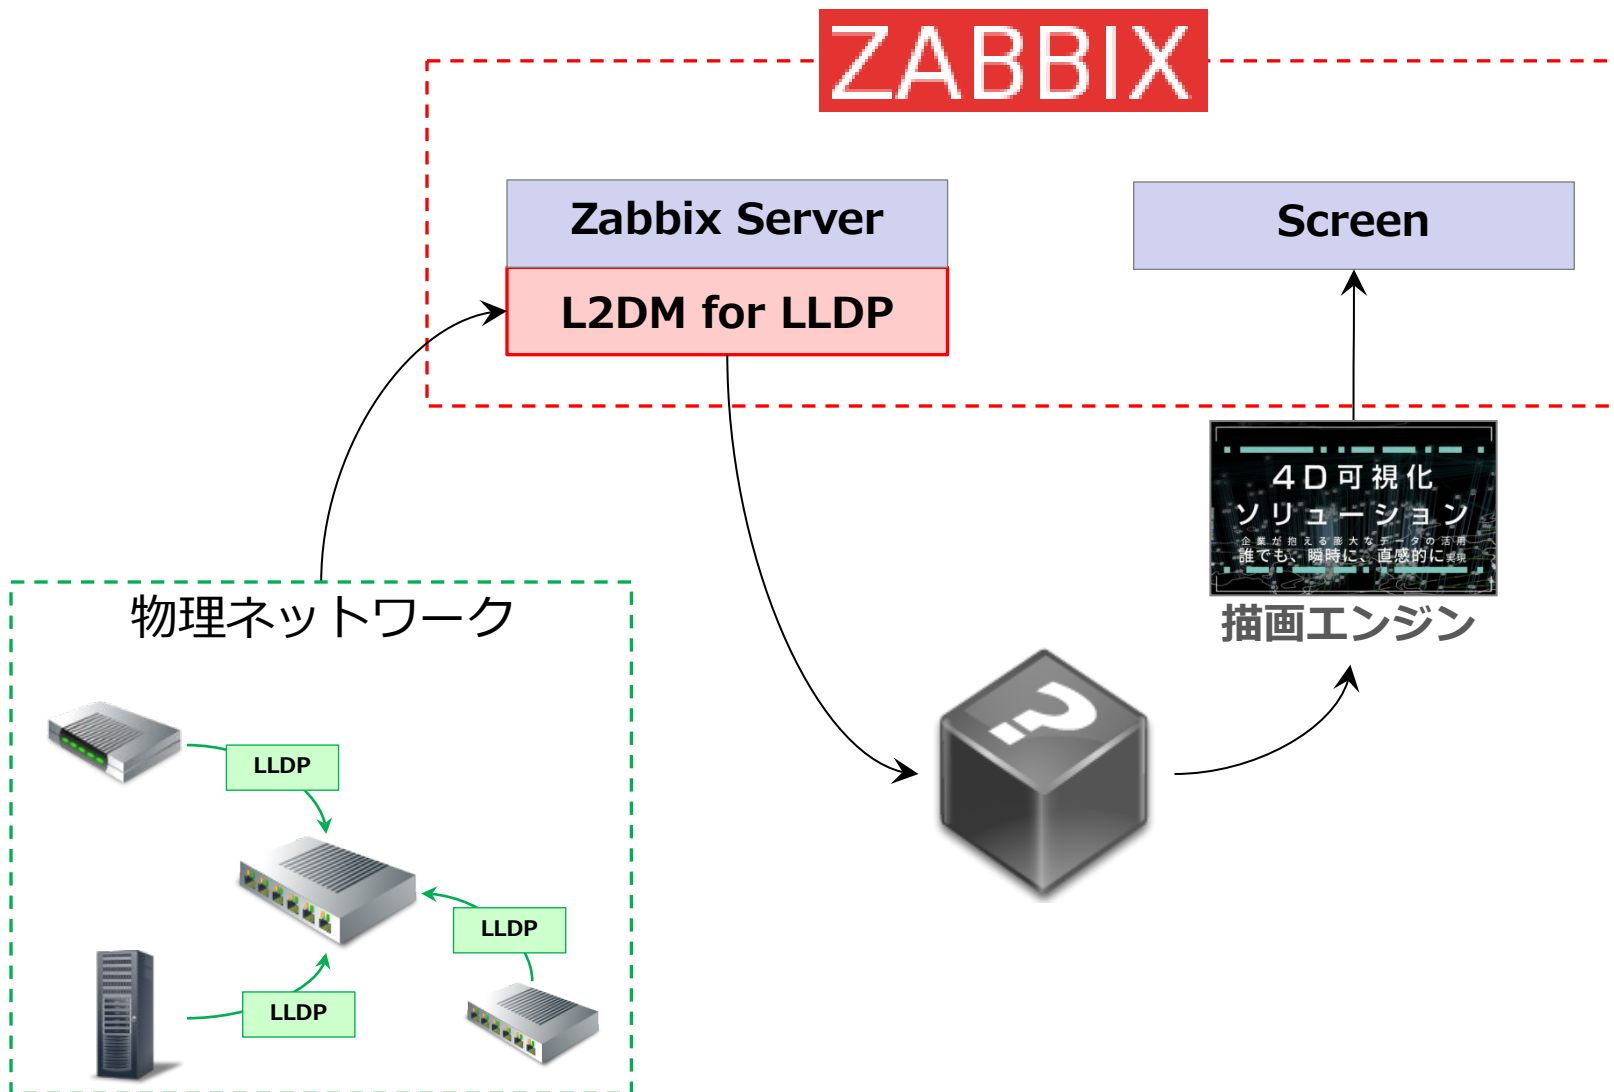 ZABBIX
Zabbix Server
Screen
L2DM for LLDP
4D可視化
ソリューション
企業が抱える膨大なデータの活用
誰でも、瞬時に、直感的に実現
描画エンジン
物理ネットワーク
?
LLDP
LLDP
LLDP